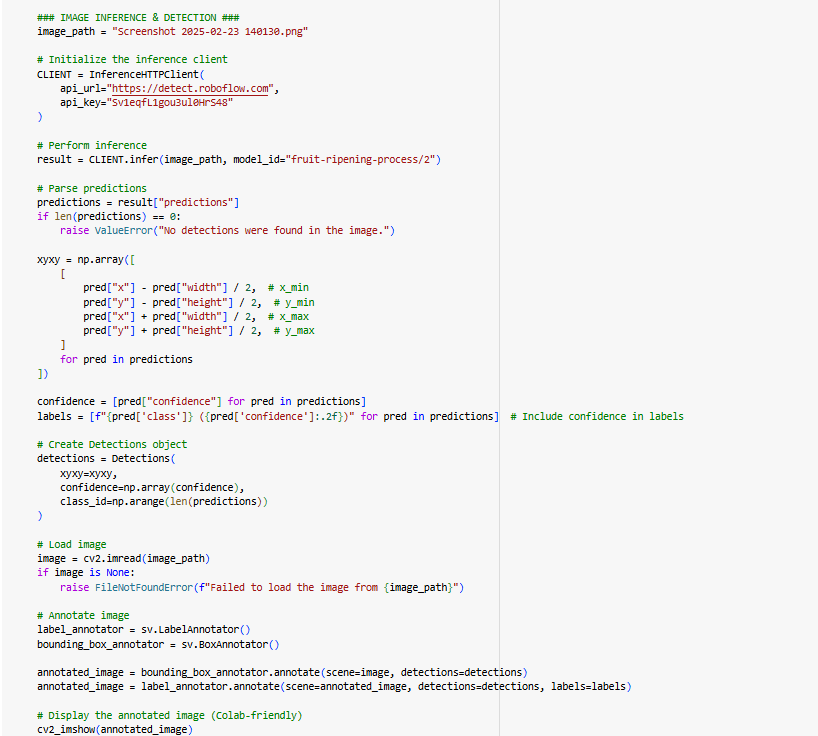 ### IMAGE INFERENCE & DETECTION ###
image_path = "Screenshot 2025-02-23 140130.png"
# Initialize the inference client
CLIENT = InferenceHTTPClient(
    api_url="https://detect.roboflow.com",
    api_key="Sv1eqfL1gou3ul0HrS48"
)
# Perform inference
result = CLIENT.infer(image_path, model_id="fruit-ripening-process/2")
# Parse predictions
predictions = result["predictions"]
if len(predictions) == 0:
    raise ValueError("No detections were found in the image.")
xyxy = np.array([
    [
        pred["x"] - pred["width"] / 2,  # x_min
        pred["y"] - pred["height"] / 2,  # y_min
        pred["x"] + pred["width"] / 2,  # x_max
        pred["y"] + pred["height"] / 2,  # y_max
    ]
    for pred in predictions
])
confidence = [pred["confidence"] for pred in predictions]
labels = [f"{pred['class']} ({pred['confidence']:.2f})" for pred in predictions]  # Include confidence in labels
# Create Detections object
detections = Detections(
    xyxy=xyxy,
    confidence=np.array(confidence),
    class_id=np.arange(len(predictions))
)
# Load image
image = cv2.imread(image_path)
if image is None:
    raise FileNotFoundError(f"Failed to load the image from {image_path}")
# Annotate image
label_annotator = sv.LabelAnnotator()
bounding_box_annotator = sv.BoxAnnotator()
annotated_image = bounding_box_annotator.annotate(scene=image, detections=detections)
annotated_image = label_annotator.annotate(scene=annotated_image, detections=detections, labels=labels)
# Display the annotated image (Colab-friendly)
cv2_imshow(annotated_image)